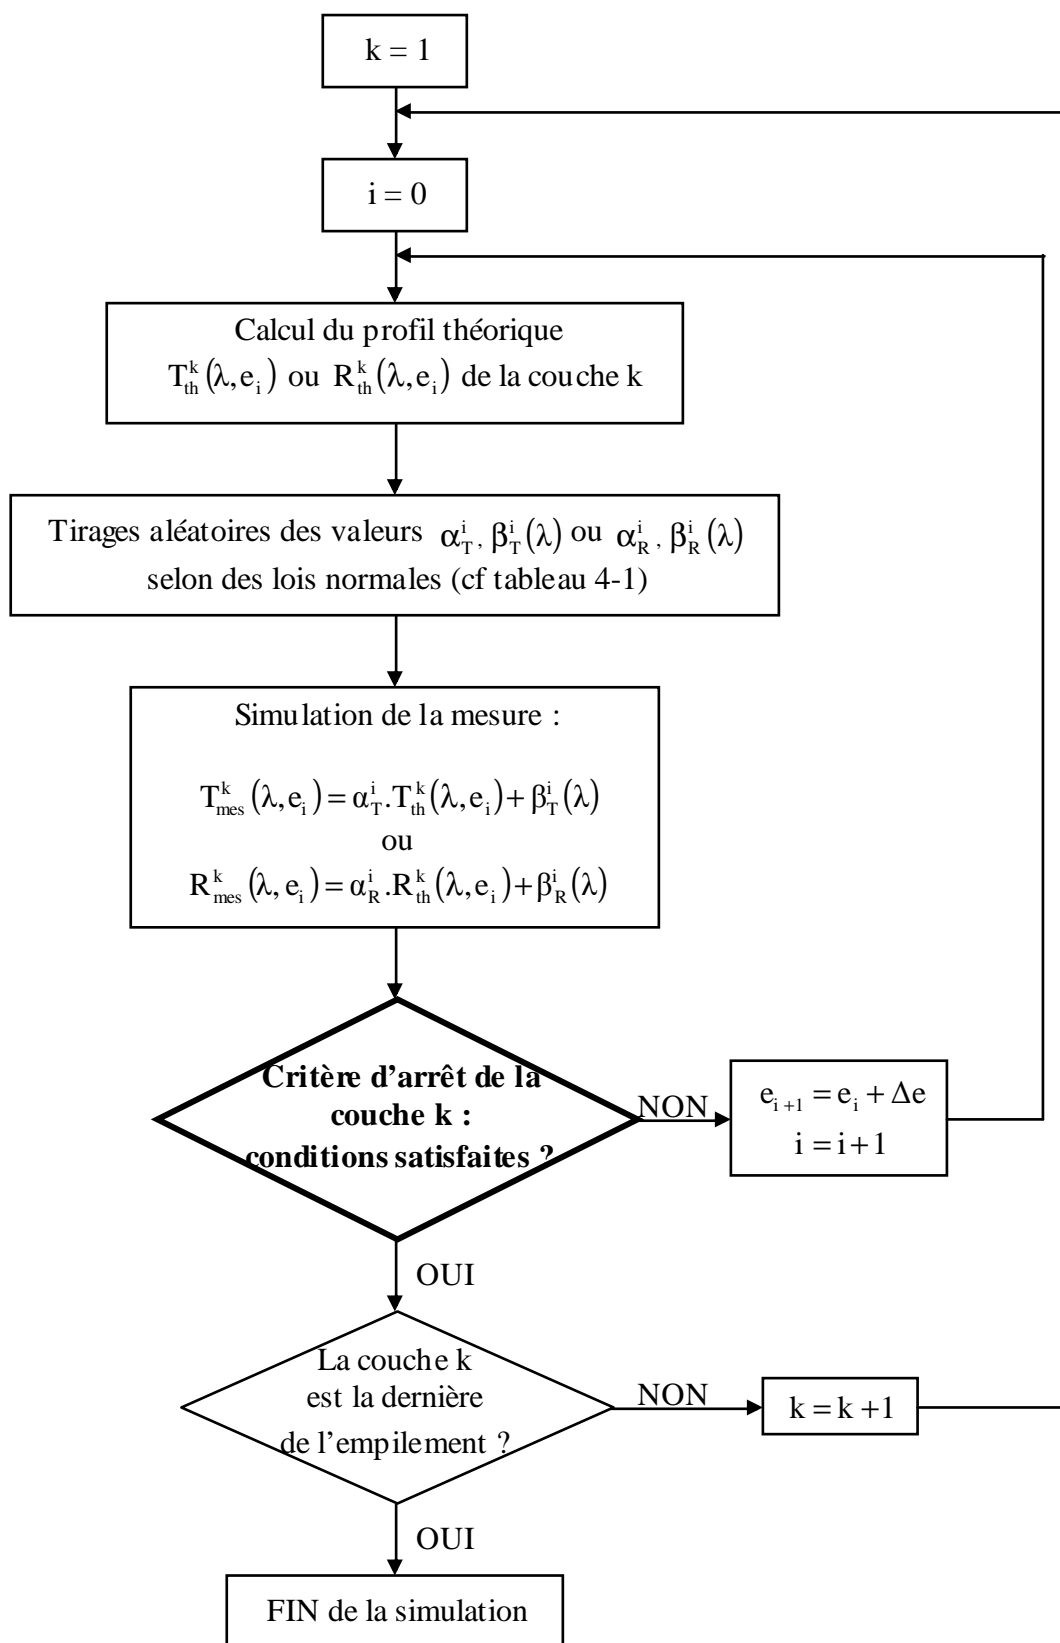 k = 1
i = 0
Calcul du profil théorique
T_th^k(λ, e_i) ou R_th^k(λ, e_i) de la couche k
Tirages aléatoires des valeurs α_T^i, β_T^i(λ) ou α_R^i, β_R^i(λ)
selon des lois normales (cf tableau 4-1)
Simulation de la mesure :
T_mes^k(λ, e_i) = α_T^i.T_th^k(λ, e_i) + β_T^i(λ)
ou
R_mes^k(λ, e_i) = α_R^i.R_th^k(λ, e_i) + β_R^i(λ)
Critère d’arrêt de la
couche k :
conditions satisfaites ?
NON
e_{i+1} = e_i + Δe
i = i+1
OUI
La couche k
est la dernière
de l’empilement ?
NON
k = k +1
OUI
FIN de la simulation